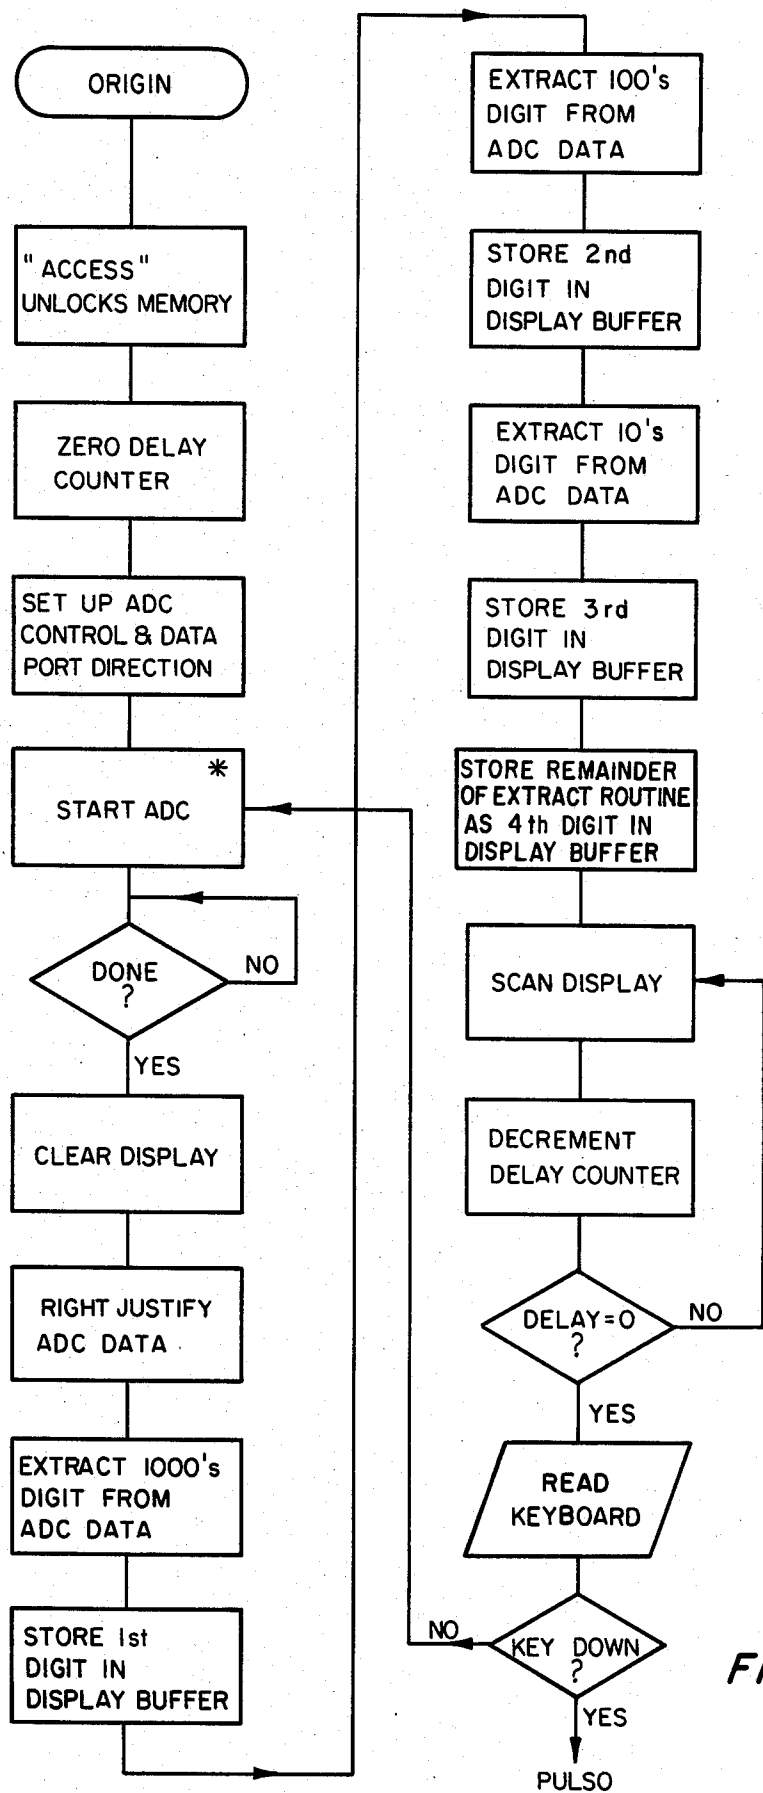 ORIGIN
"ACCESS"
UNLOCKS MEMORY
ZERO DELAY
COUNTER
SET UP ADC
CONTROL & DATA
PORT DIRECTION
*
START ADC
DONE
?
NO
YES
CLEAR DISPLAY
RIGHT JUSTIFY
ADC DATA
EXTRACT 1000's
DIGIT FROM
ADC DATA
STORE 1st
DIGIT IN
DISPLAY BUFFER
EXTRACT 100's
DIGIT FROM
ADC DATA
STORE 2nd
DIGIT IN
DISPLAY BUFFER
EXTRACT 10's
DIGIT FROM
ADC DATA
STORE 3rd
DIGIT IN
DISPLAY BUFFER
STORE REMAINDER
OF EXTRACT ROUTINE
AS 4th DIGIT IN
DISPLAY BUFFER
SCAN DISPLAY
DECREMENT
DELAY COUNTER
DELAY=0
?
NO
YES
READ
KEYBOARD
KEY DOWN
?
NO
YES
PULSO